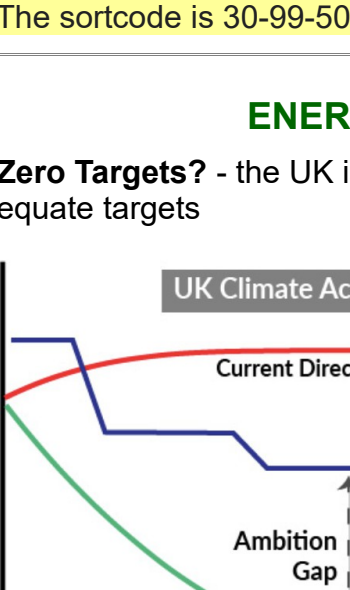 The sortcode is 30-99-50
ENER
Zero Targets? - the UK i
equate targets
UK Climate Ac
Current Direc
Ambition
Gap